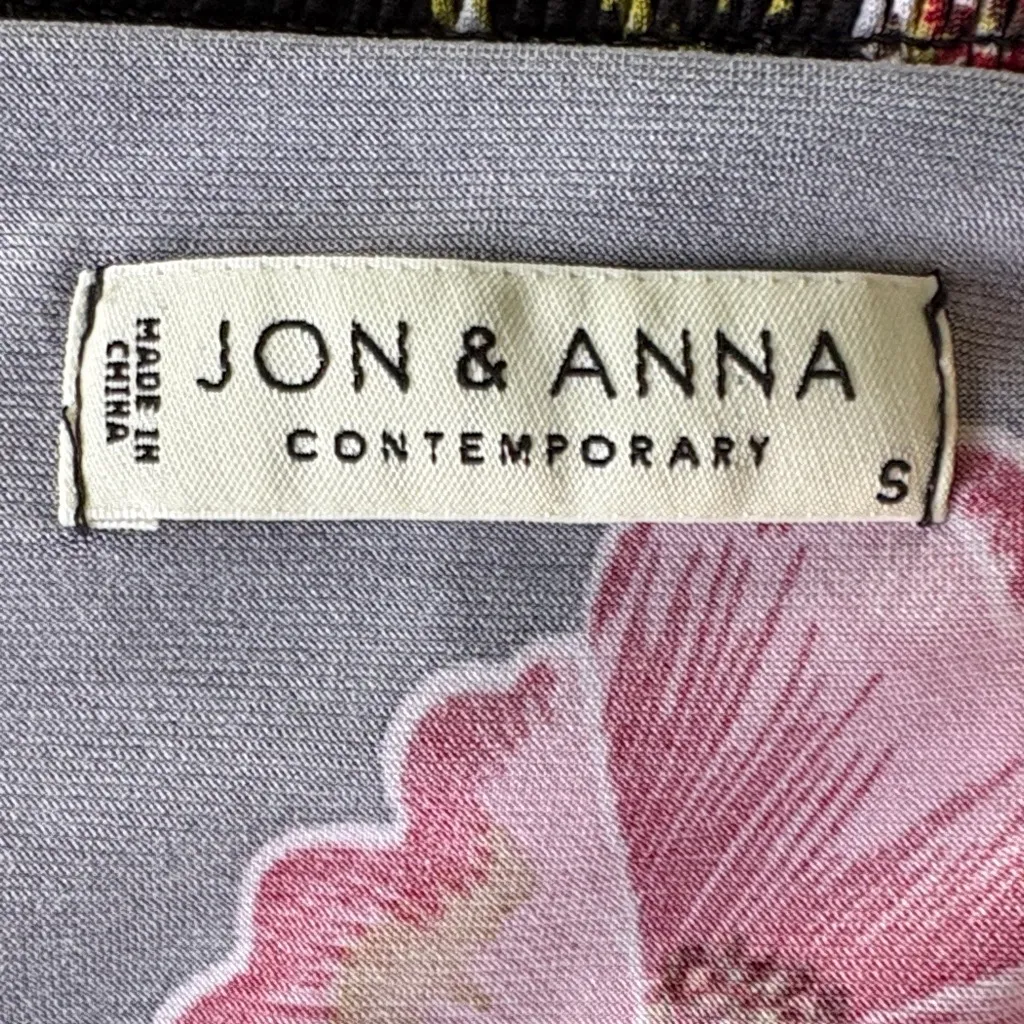 JON & ANNA
CONTEMPORARY
S
MADE IN
CHINA